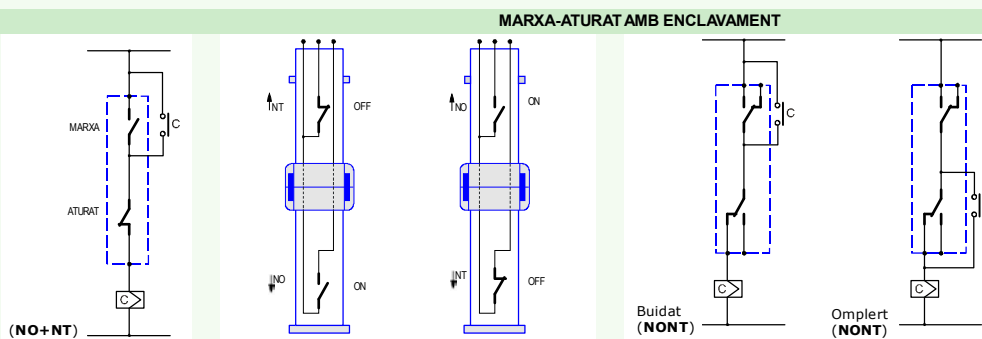 MARXA-ATURAT AMB ENCLAVAMENT
MARXA
C
ATURAT
C
(NO+NT)
NT
OFF
NO
ON
NO
ON
NT
OFF
C
C
Buidat
(NONT)
C
Omplert
(NONT)